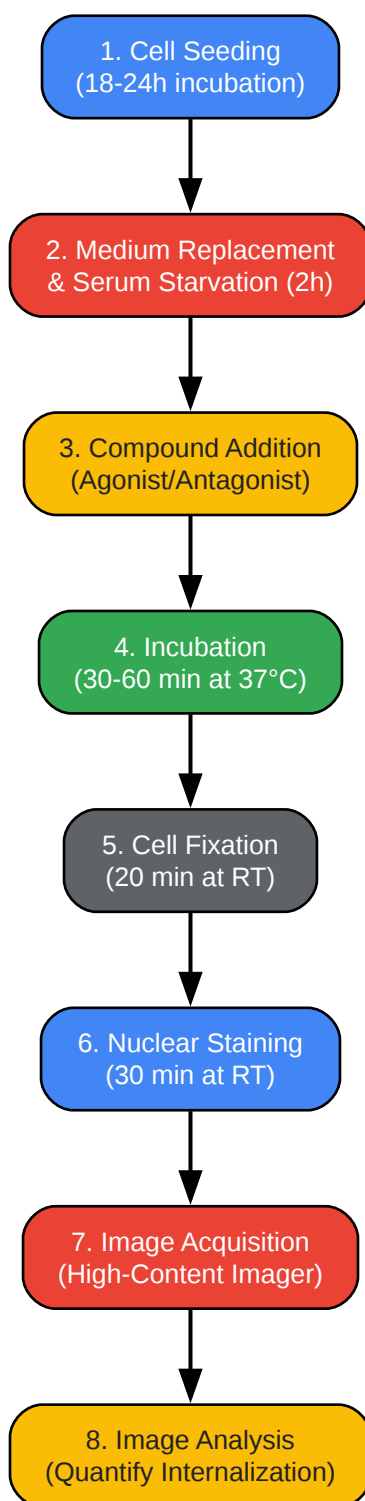 1. Cell Seeding
(18-24h incubation)
2. Medium Replacement
& Serum Starvation (2h)
3. Compound Addition
(Agonist/Antagonist)
4. Incubation
(30-60 min at 37°C)
5. Cell Fixation
(20 min at RT)
6. Nuclear Staining
(30 min at RT)
7. Image Acquisition
(High-Content Imager)
8. Image Analysis
(Quantify Internalization)